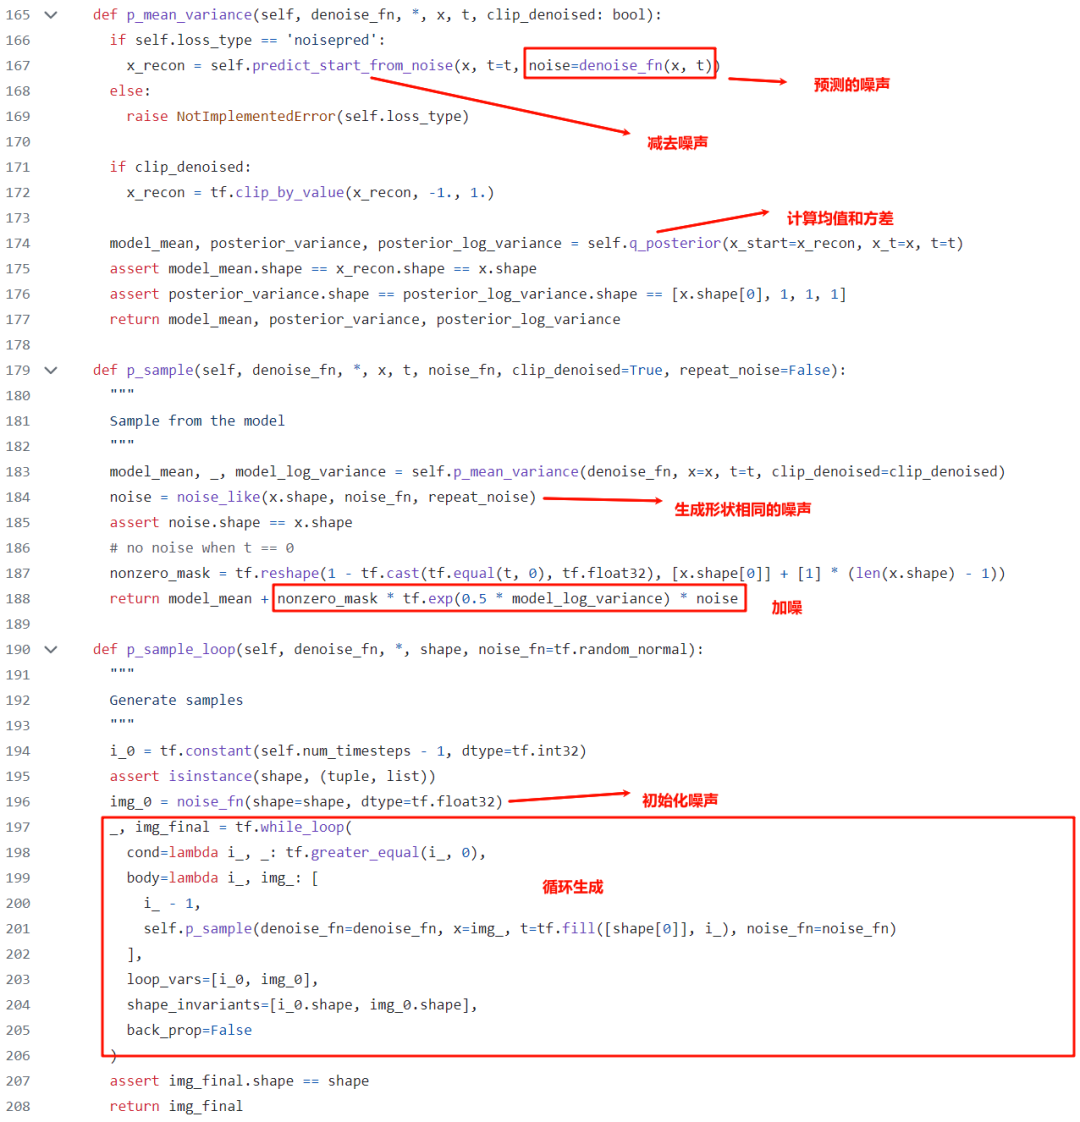 165 def p_mean_variance(self, denoise_fn, *, x, t, clip_denoised: bool):
166 if self.loss_type == 'noisepred':
167 x_recon = self.predict_start_from_noise(x, t=t, noise=denoise_fn(x, t))
预测的噪声
168 else:
169 raise NotImplementedError(self.loss_type)
减去噪声
170
171 if clip_denoised:
172 x_recon = tf.clip_by_value(x_recon, -1., 1.)
173
计算均值和方差
174 model_mean, posterior_variance, posterior_log_variance = self.q_posterior(x_start=x_recon, x_t=x, t=t)
175 assert model_mean.shape == x_recon.shape == x.shape
176 assert posterior_variance.shape == posterior_log_variance.shape == [x.shape[0], 1, 1, 1]
177 return model_mean, posterior_variance, posterior_log_variance
178
179 def p_sample(self, denoise_fn, *, x, t, noise_fn, clip_denoised=True, repeat_noise=False):
180 """
181 Sample from the model
182 """
183 model_mean, _, model_log_variance = self.p_mean_variance(denoise_fn, x=x, t=t, clip_denoised=clip_denoised)
184 noise = noise_like(x.shape, noise_fn, repeat_noise)
生成形状相同的噪声
185 assert noise.shape == x.shape
186 # no noise when t == 0
187 nonzero_mask = tf.reshape(1 - tf.cast(tf.equal(t, 0), tf.float32), [x.shape[0]] + [1] * (len(x.shape) - 1))
188 return model_mean + nonzero_mask * tf.exp(0.5 * model_log_variance) * noise
加噪
189
190 def p_sample_loop(self, denoise_fn, *, shape, noise_fn=tf.random_normal):
191 """
192 Generate samples
193 """
194 i_0 = tf.constant(self.num_timesteps - 1, dtype=tf.int32)
195 assert isinstance(shape, (tuple, list))
196 img_0 = noise_fn(shape=shape, dtype=tf.float32)
初始化噪声
197 _, img_final = tf.while_loop(
198 cond=lambda i_, _: tf.greater_equal(i_, 0),
199 body=lambda i_, img_: [
循环生成
200 i_ - 1,
201 self.p_sample(denoise_fn=denoise_fn, x=img_, t=tf.fill([shape[0]], i_), noise_fn=noise_fn)
202 ],
203 loop_vars=[i_0, img_0],
204 shape_invariants=[i_0.shape, img_0.shape],
205 back_prop=False
206 )
207 assert img_final.shape == shape
208 return img_final